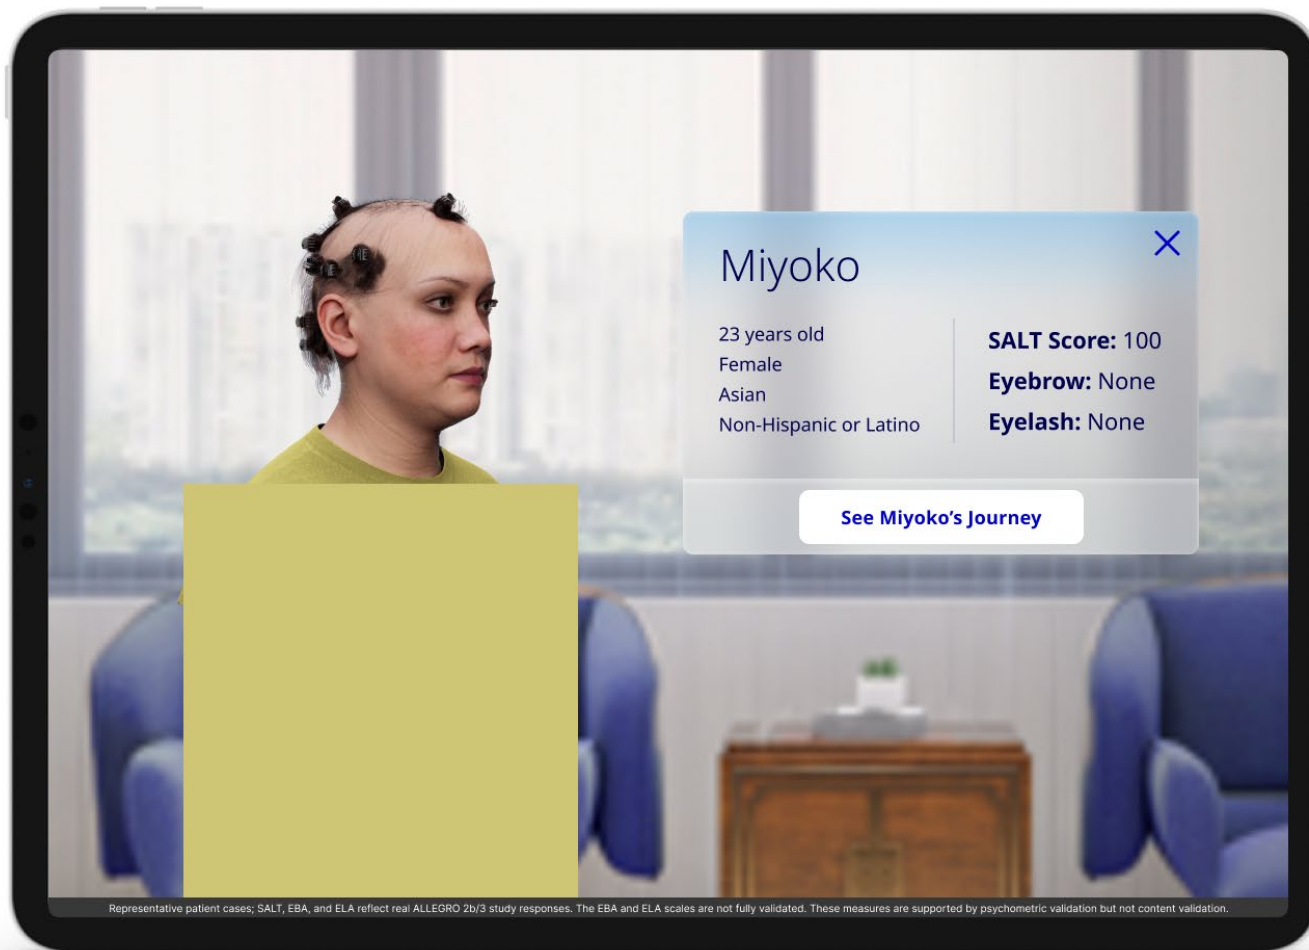 Miyoko
23 years old
Female
Asian
Non-Hispanic or Latino
SALT Score: 100
Eyebrow: None
Eyelash: None
See Miyoko’s Journey
Representative patient cases; SALT, EBA, and ELA reflect real ALLEGRO 2b/3 study responses. The EBA and ELA scales are not fully validated. These measures are supported by psychometric validation but not content validation.